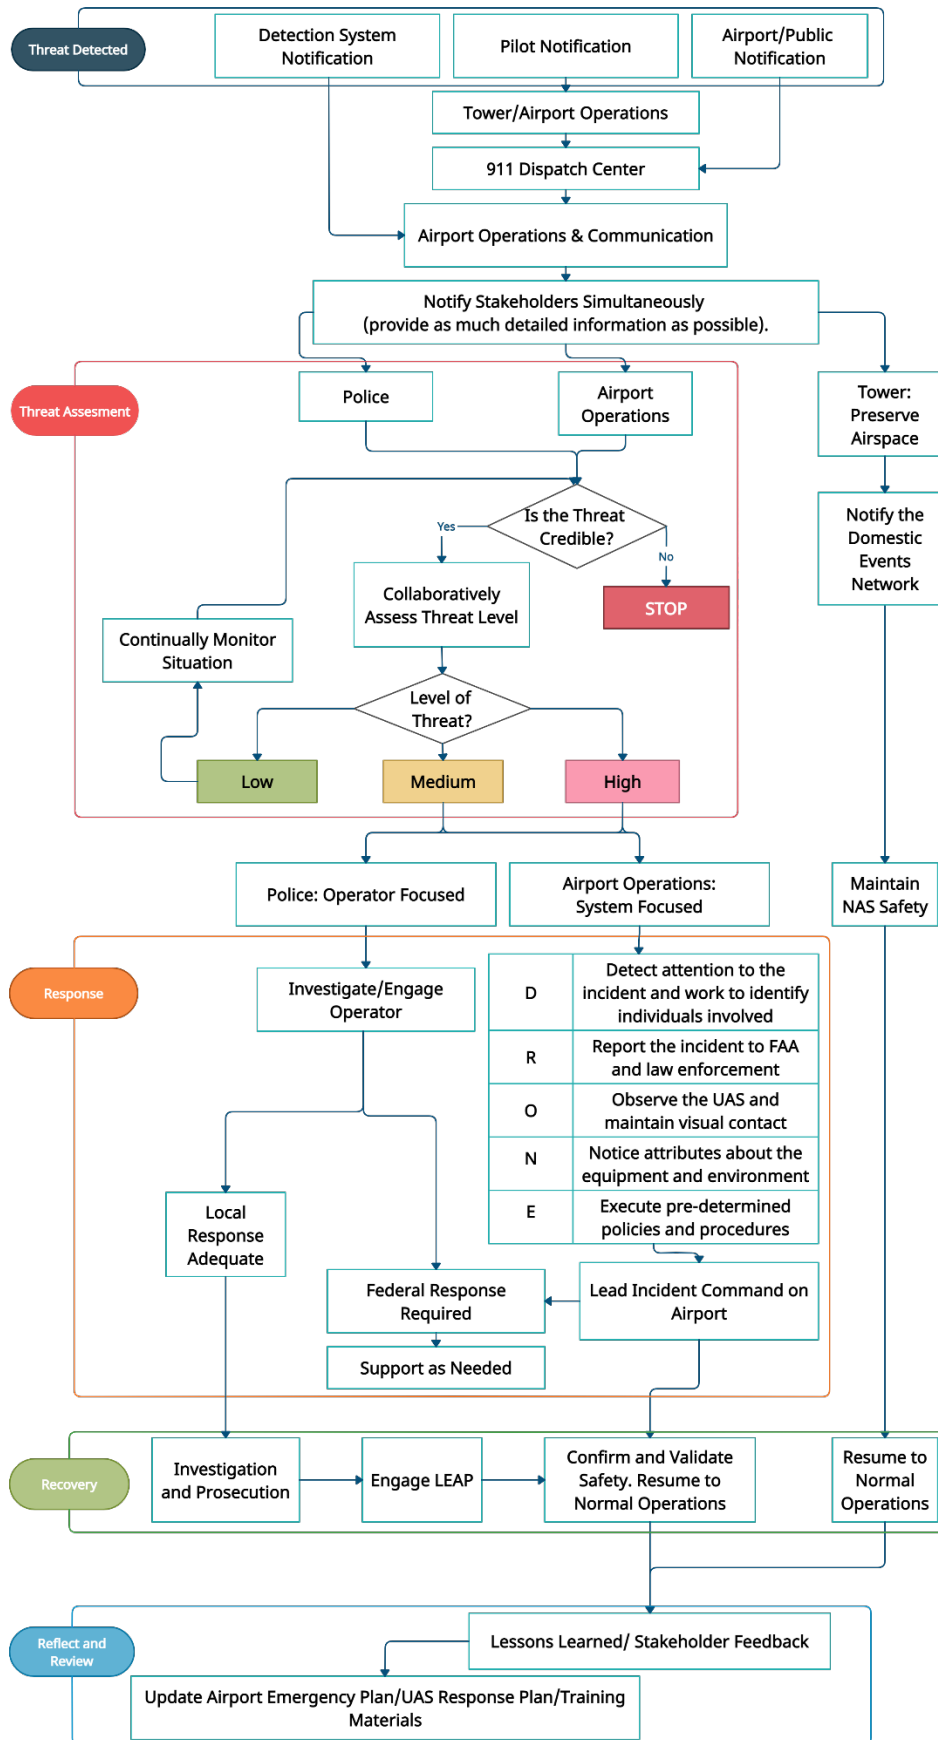 Threat Detected
Detection System
Notification
Pilot Notification
Airport/Public
Notification
Tower/Airport Operations
911 Dispatch Center
Airport Operations & Communication
Notify Stakeholders Simultaneously
(provide as much detailed information as possible).
Threat Assesment
Police
Airport
Operations
Tower:
Preserve
Airspace
Is the Threat
Credible?
Yes
No
Notify the
Domestic
Events
Network
Collaboratively
Assess Threat Level
STOP
Continually Monitor
Situation
Level of
Threat?
Low
Medium
High
Police: Operator Focused
Airport Operations:
System Focused
Maintain
NAS Safety
Response
Investigate/Engage
Operator
D
Detect attention to the
incident and work to identify
individuals involved
R
Report the incident to FAA
and law enforcement
O
Observe the UAS and
maintain visual contact
N
Notice attributes about the
equipment and environment
E
Execute pre-determined
policies and procedures
Local
Response
Adequate
Federal Response
Required
Lead Incident Command on
Airport
Support as Needed
Recovery
Investigation
and Prosecution
Engage LEAP
Confirm and Validate
Safety. Resume to
Normal Operations
Resume to
Normal
Operations
Reflect and
Review
Lessons Learned/ Stakeholder Feedback
Update Airport Emergency Plan/UAS Response Plan/Training
Materials